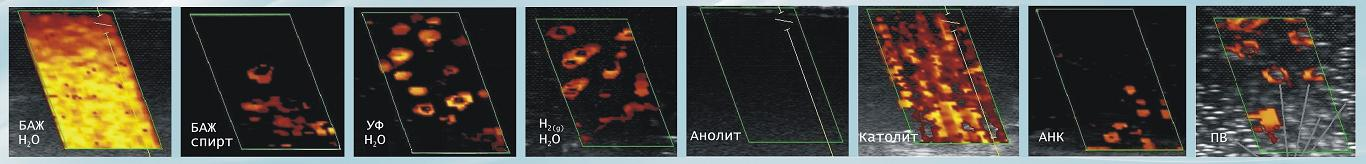 БАЖ
H₂O
БАЖ
спирт
УФ
H₂O
H₂₍g₎
H₂O
Анолит
Католит
АНК
ПВ